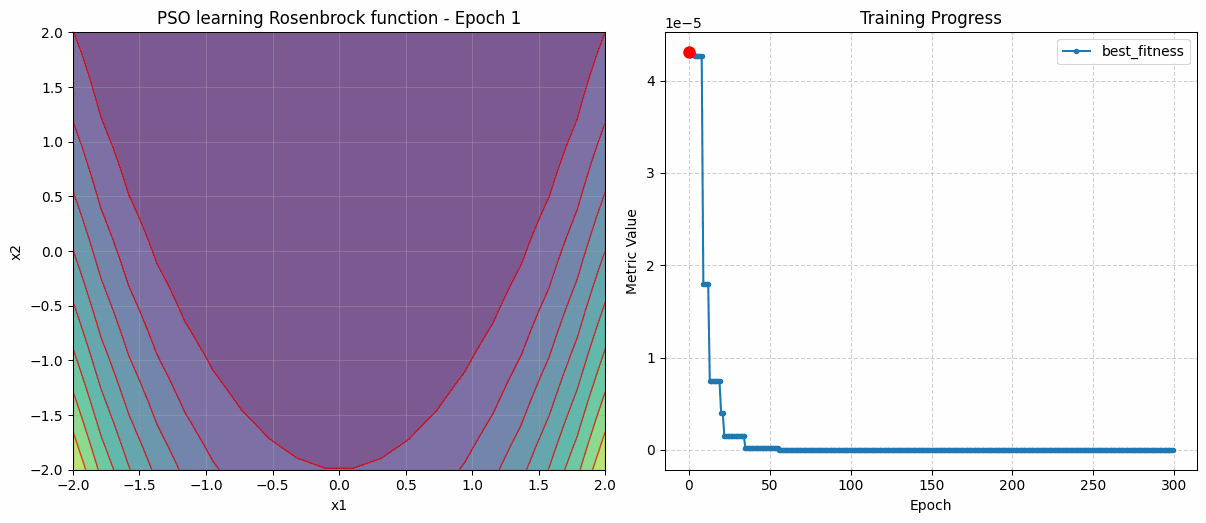 PSO learning Rosenbrock function - Epoch 1
2.0
1.5
1.0
0.5
0.0
−0.5
−1.0
−1.5
−2.0
x2
−2.0 −1.5 −1.0 −0.5 0.0 0.5 1.0 1.5 2.0
x1
Training Progress
1e−5
best_fitness
4
3
2
1
0
Metric Value
0 50 100 150 200 250 300
Epoch